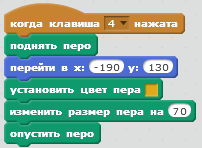 когда клавиша 4 нажата
поднять перо
перейти в x: -190 y: 130
установить цвет пера
изменить размер пера на 70
опустить перо